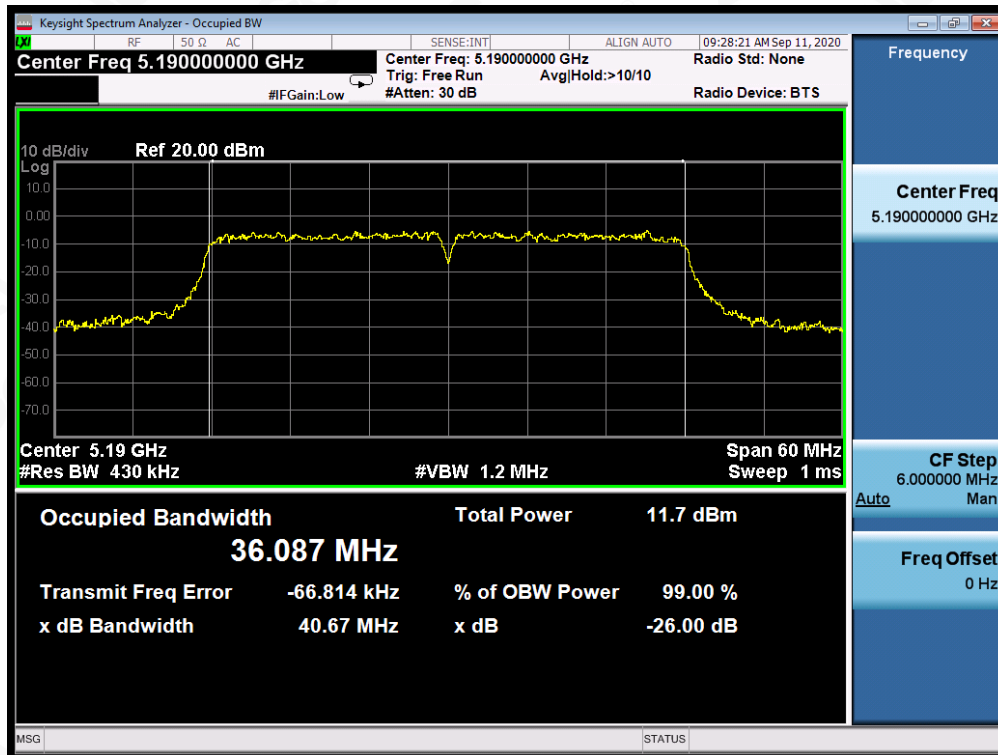 Keysight Spectrum Analyzer - Occupied BW
LXI RF 50 Ω AC SENSE:INT ALIGN AUTO 09:28:21 AM Sep 11, 2020
Center Freq 5.190000000 GHz
Center Freq: 5.190000000 GHz Radio Std: None
Trig: Free Run Avg|Hold:>10/10
#IFGain:Low #Atten: 30 dB Radio Device: BTS
10 dB/div Ref 20.00 dBm
Log
10.0
0.00
-10.0
-20.0
-30.0
-40.0
-50.0
-60.0
-70.0
Center 5.19 GHz Span 60 MHz
#Res BW 430 kHz #VBW 1.2 MHz Sweep 1 ms
Occupied Bandwidth Total Power 11.7 dBm
36.087 MHz
Transmit Freq Error -66.814 kHz % of OBW Power 99.00 %
x dB Bandwidth 40.67 MHz x dB -26.00 dB
MSG STATUS
Frequency
Center Freq
5.190000000 GHz
CF Step
6.000000 MHz
Auto Man
Freq Offset
0 Hz